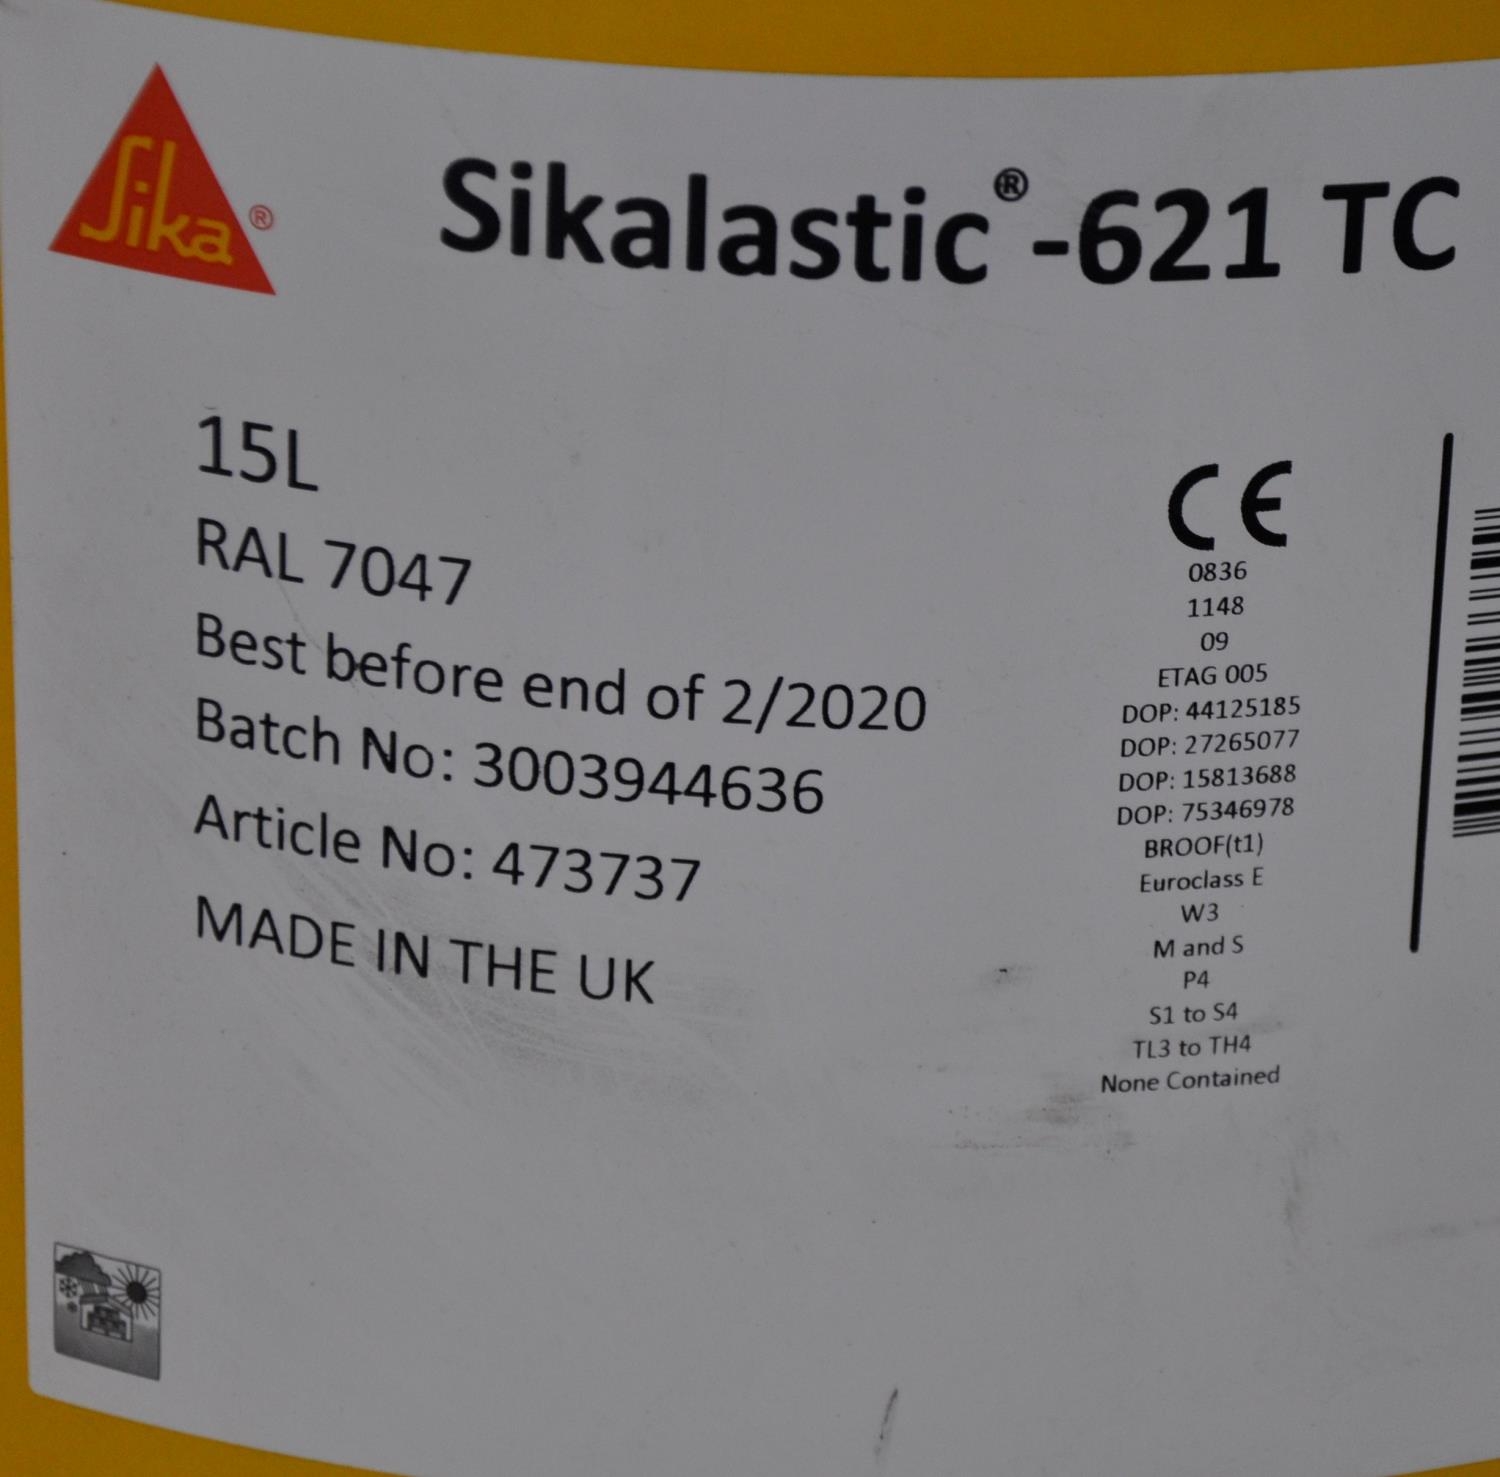 Sika®
Sikalastic®-621 TC
15L
RAL 7047
Best before end of 2/2020
Batch No: 3003944636
Article No: 473737
MADE IN THE UK
CE
0836
1148
09
ETAG 005
DOP: 44125185
DOP: 27265077
DOP: 15813688
DOP: 75346978
BROOF(t1)
Euroclass E
W3
M and S
P4
S1 to S4
TL3 to TH4
None Contained